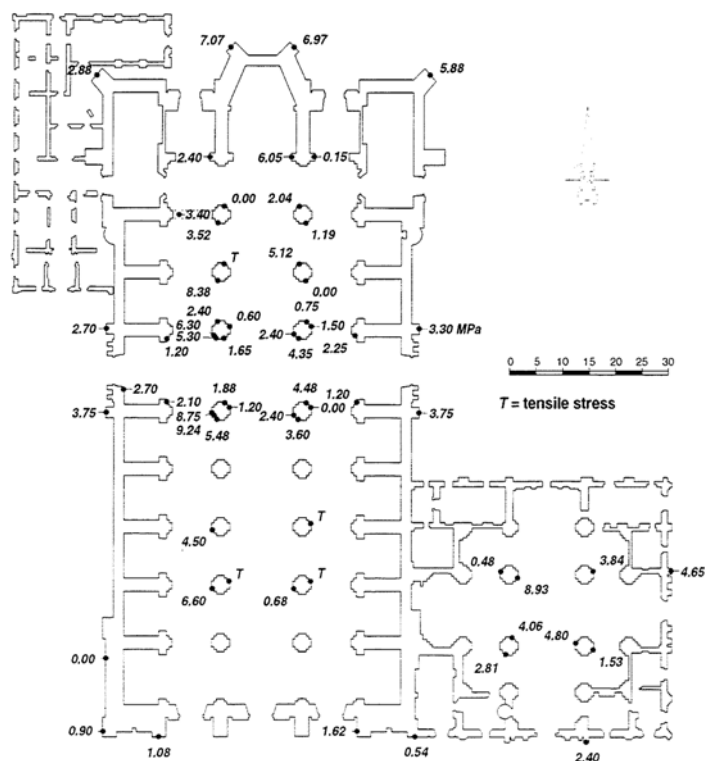 7.07 6.97
2.88 5.88
2.40 6.05 0.15
0.00 2.04
3.40
3.52 1.19
T 5.12
8.38 0.00
2.40 0.60 0.75
2.70 6.30 2.40 1.50 3.30 MPa
5.30
1.20 1.65 4.35 2.25
0 5 10 15 20 25 30
T = tensile stress
2.70 1.88 4.48 1.20
2.10
3.75 8.75 1.20 2.40 0.00 3.75
9.24
5.48 3.60
T
4.50
0.48 3.84
T T 4.65
6.60 0.68 8.93
4.06 4.80
0.00 2.81 1.53
0.90 1.62
1.08 0.54
2.40